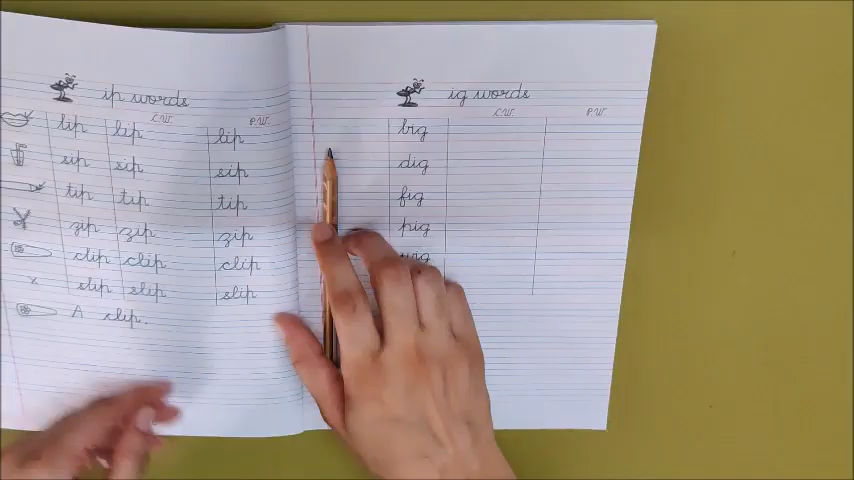 ip words
C.W. P.W.
lip lip lip
sip sip sip
tip tip tip
zip zip zip
clip clip clip
x slip slip slip
A clip.
ig words
C.W. P.W.
big
dig
fig
pig
wig